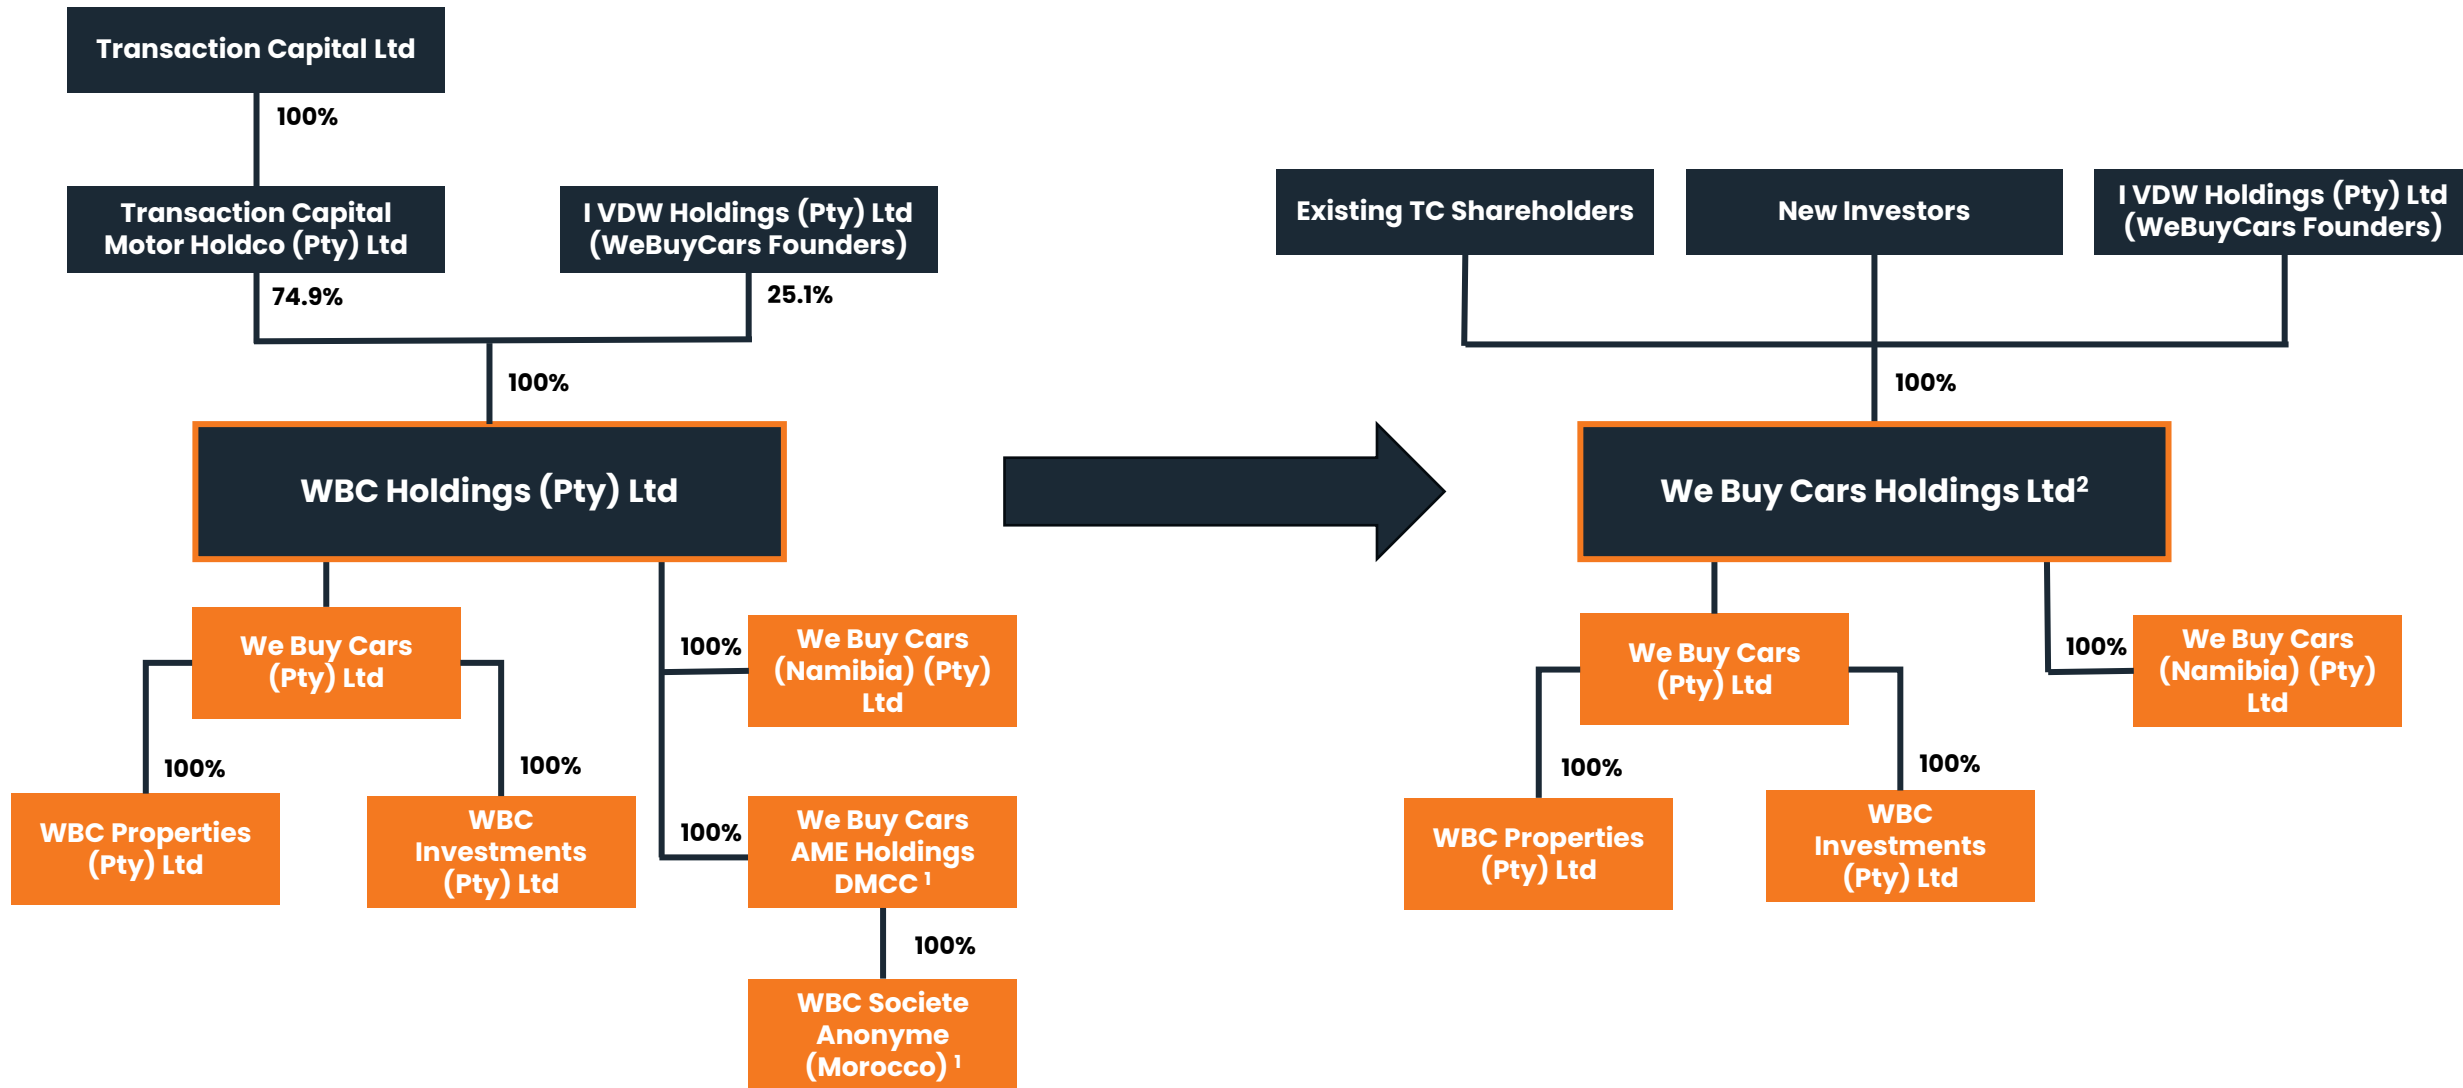 Transaction Capital Ltd
100%
Transaction Capital
Motor Holdco (Pty) Ltd
I VDW Holdings (Pty) Ltd
(WeBuyCars Founders)
74.9%
25.1%
100%
WBC Holdings (Pty) Ltd
We Buy Cars
(Pty) Ltd
100%
We Buy Cars
(Namibia) (Pty)
Ltd
100%
100%
WBC Properties
(Pty) Ltd
WBC
Investments
(Pty) Ltd
100%
We Buy Cars
AME Holdings
DMCC ¹
100%
WBC Societe
Anonyme
(Morocco) ¹
Existing TC Shareholders
New Investors
I VDW Holdings (Pty) Ltd
(WeBuyCars Founders)
100%
We Buy Cars Holdings Ltd²
We Buy Cars
(Pty) Ltd
100%
We Buy Cars
(Namibia) (Pty)
Ltd
100%
100%
WBC Properties
(Pty) Ltd
WBC
Investments
(Pty) Ltd